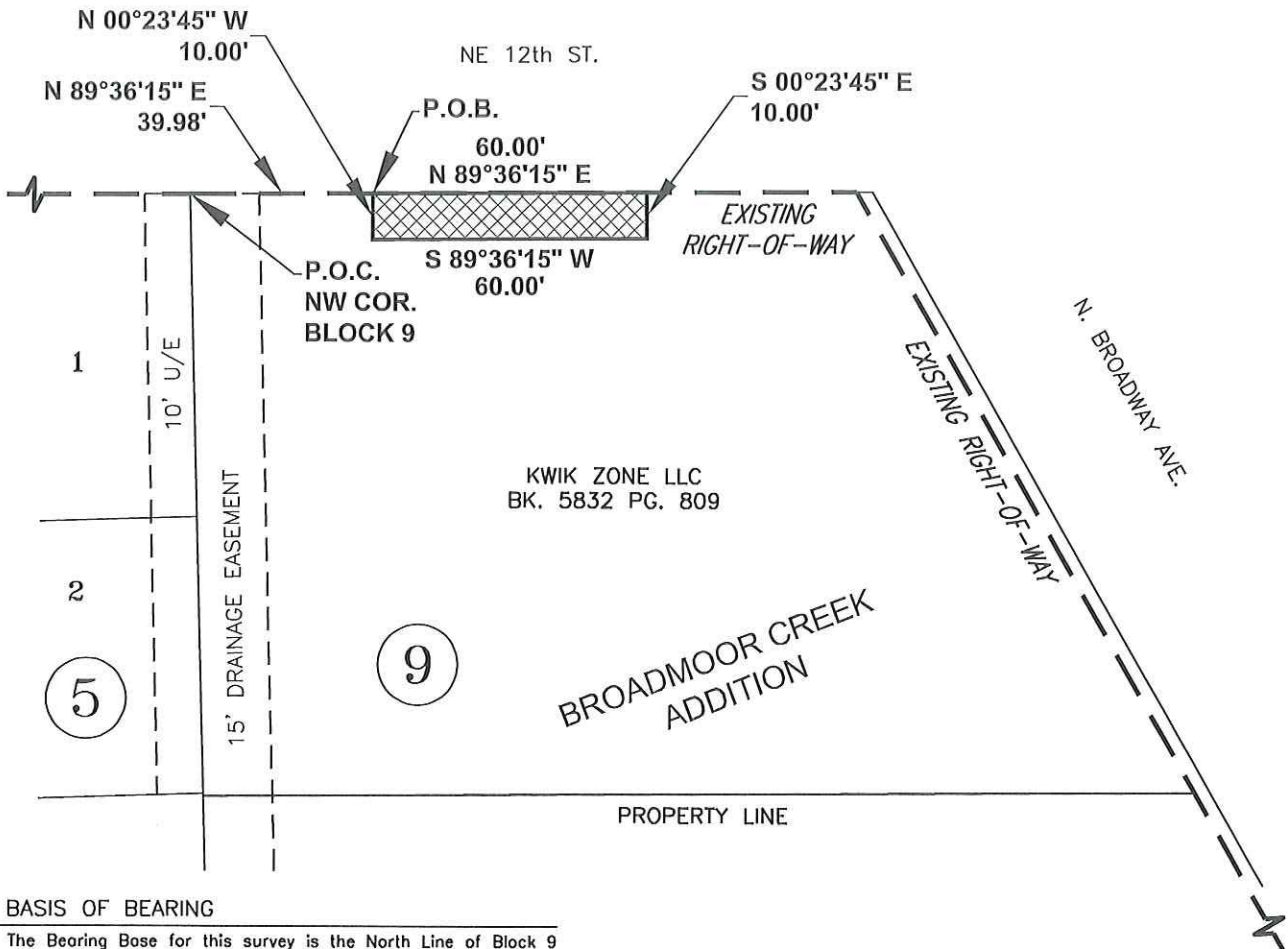 N 00°23'45" W
10.00'
NE 12th ST.
N 89°36'15" E
39.98'
P.O.B.
S 00°23'45" E
10.00'
60.00'
N 89°36'15" E
EXISTING
RIGHT-OF-WAY
S 89°36'15" W
60.00'
P.O.C.
NW COR.
BLOCK 9
1
10' U/E
N. BROADWAY AVE.
EXISTING RIGHT-OF-WAY
KWIK ZONE LLC
BK. 5832 PG. 809
15' DRAINAGE EASEMENT
2
5
9
BROADMOOR CREEK
ADDITION
PROPERTY LINE
BASIS OF BEARING
The Bearing Base for this survey is the North Line of Block 9